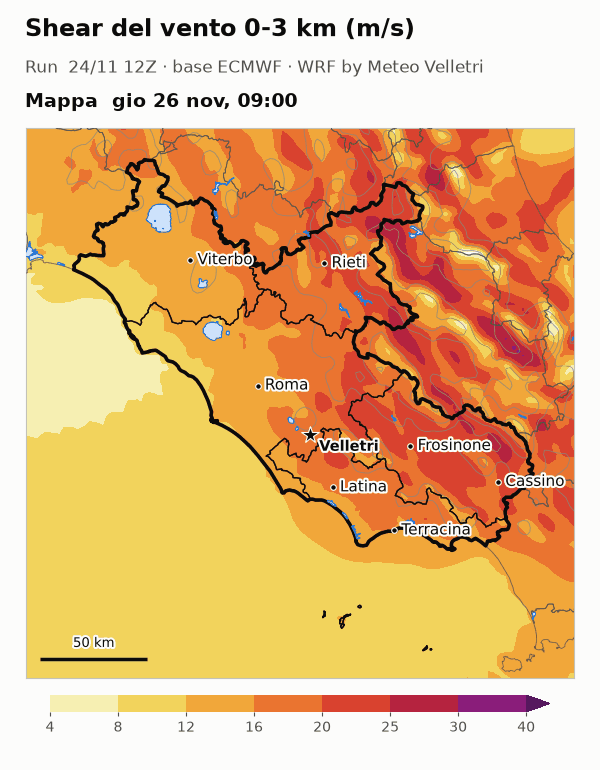 Shear del vento 0-3 km (m/s)
Run  24/11 12Z · base ECMWF · WRF by Meteo Velletri
Mappa  gio 26 nov, 09:00
Viterbo
Rieti
Roma
Velletri
Frosinone
Cassino
Latina
Terracina
50 km
4 8 12 16 20 25 30 40